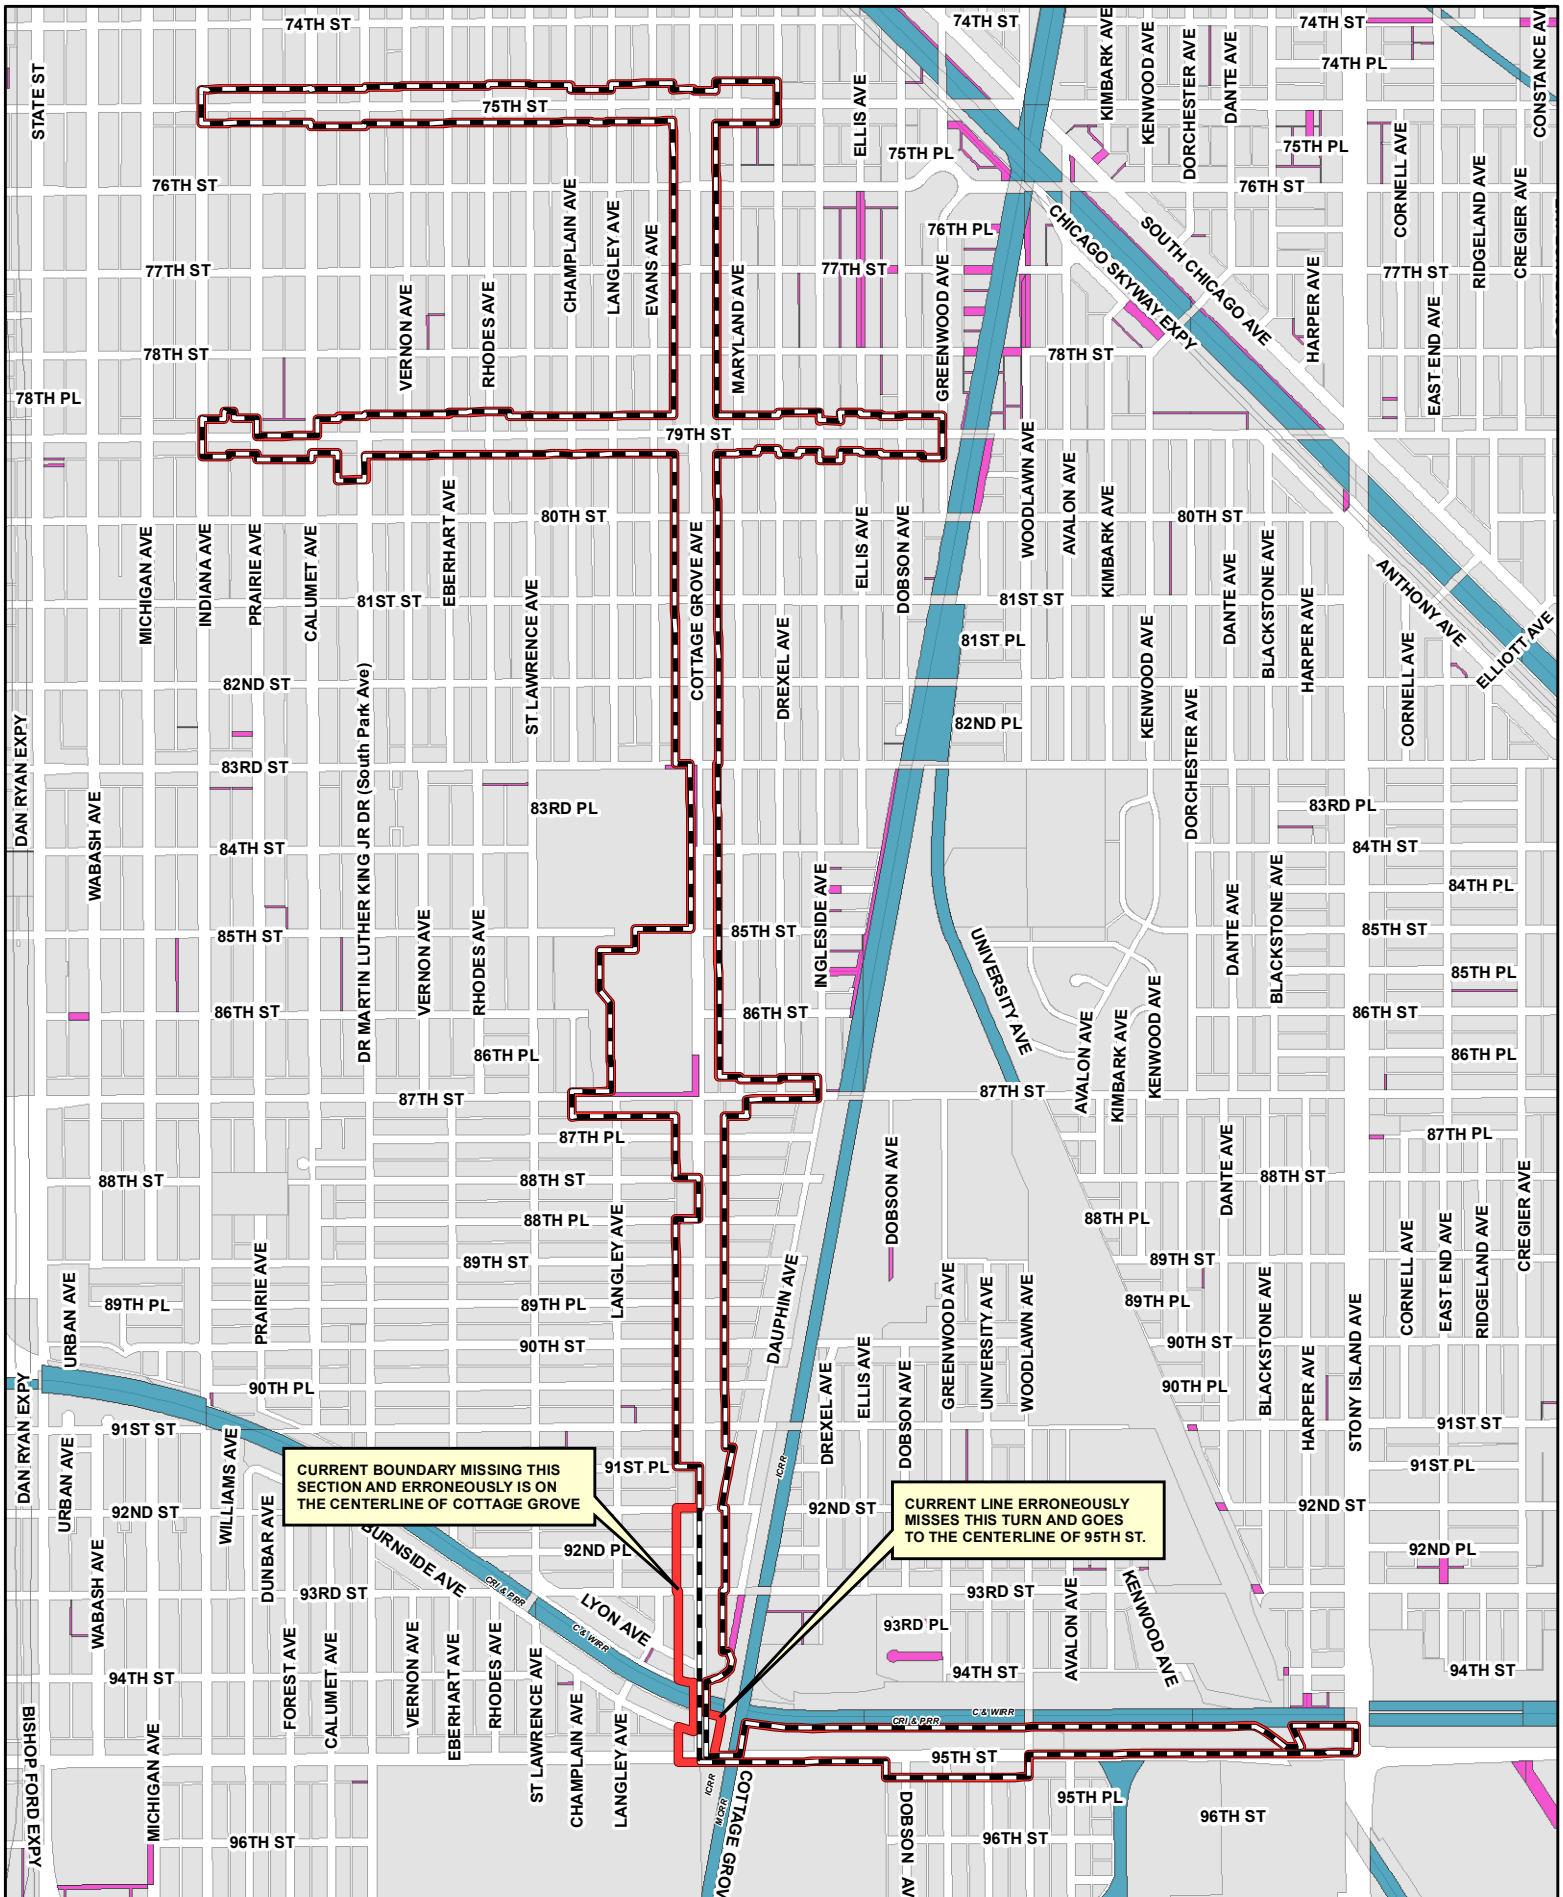 74TH ST
74TH ST
74TH ST
74TH PL
STATE ST
ELLIS AVE
KIMBARK AVE
KENWOOD AVE
DORCHESTER AVE
DANTE AVE
CONSTANCE AV
75TH ST
75TH PL
75TH PL
CORNELL AVE
RIDGELAND AVE
CREGIER AVE
76TH ST
76TH ST
76TH PL
CHAMPLAIN AVE
LANGLEY AVE
EVANS AVE
MARYLAND AVE
GREENWOOD AVE
CHICAGO SKYWAY EXPY
SOUTH CHICAGO AVE
77TH ST
77TH ST
77TH ST
VERNON AVE
RHODES AVE
HARPER AVE
EAST END AVE
78TH ST
78TH ST
78TH PL
79TH ST
MICHIGAN AVE
INDIANA AVE
PRAIRIE AVE
CALUMET AVE
EBERHART AVE
80TH ST
80TH ST
COTTAGE GROVE AVE
ELLIS AVE
DOBSON AVE
WOODLAWN AVE
AVALON AVE
KIMBARK AVE
DANTE AVE
BLACKSTONE AVE
HARPER AVE
ANTHONY AVE
ELLIOTT AVE
81ST ST
81ST ST
81ST PL
ST LAWRENCE AVE
DREXEL AVE
KENWOOD AVE
CORNELL AVE
82ND ST
82ND PL
DR MARTIN LUTHER KING JR DR (South Park Ave)
DORCHESTER AVE
DAN RYAN EXPY
83RD ST
83RD PL
83RD PL
WABASH AVE
84TH ST
84TH ST
84TH PL
INGLESIDE AVE
DANTE AVE
BLACKSTONE AVE
VERNON AVE
RHODES AVE
85TH ST
85TH ST
85TH ST
85TH PL
UNIVERSITY AVE
86TH ST
86TH ST
86TH ST
86TH PL
86TH PL
AVALON AVE
KIMBARK AVE
KENWOOD AVE
87TH ST
87TH ST
87TH PL
87TH PL
88TH ST
88TH ST
88TH ST
DOBSON AVE
DANTE AVE
88TH PL
88TH PL
LANGLEY AVE
CORNELL AVE
EAST END AVE
RIDGELAND AVE
CREGIER AVE
89TH ST
89TH ST
PRAIRIE AVE
URBAN AVE
89TH PL
89TH PL
89TH PL
DAUPHIN AVE
GREENWOOD AVE
UNIVERSITY AVE
WOODLAWN AVE
BLACKSTONE AVE
STONY ISLAND AVE
90TH ST
90TH ST
90TH PL
90TH PL
DREXEL AVE
ELLIS AVE
DOBSON AVE
HARPER AVE
DAN RYAN EXPY
91ST ST
91ST ST
URBAN AVE
WILLIAMS AVE
91ST PL
91ST PL
ICRR
CURRENT BOUNDARY MISSING THIS
SECTION AND ERRONEOUSLY IS ON
THE CENTERLINE OF COTTAGE GROVE
CURRENT LINE ERRONEOUSLY
MISSES THIS TURN AND GOES
TO THE CENTERLINE OF 95TH ST.
92ND ST
92ND ST
92ND ST
92ND PL
92ND PL
DUNBAR AVE
WABASH AVE
BURNSIDE AVE
93RD ST
93RD ST
CRI & PRR
C & WIRR
LYON AVE
93RD PL
AVALON AVE
KENWOOD AVE
94TH ST
94TH ST
94TH ST
FOREST AVE
CALUMET AVE
VERNON AVE
EBERHART AVE
RHODES AVE
ST LAWRENCE AVE
CHAMPLAIN AVE
LANGLEY AVE
CRI & PRR
C & WIRR
95TH ST
BISHOP FORD EXPY
MICHIGAN AVE
ICRR
MCRR
COTTAGE GROV
DOBSON AV
95TH PL
96TH ST
96TH ST
96TH ST